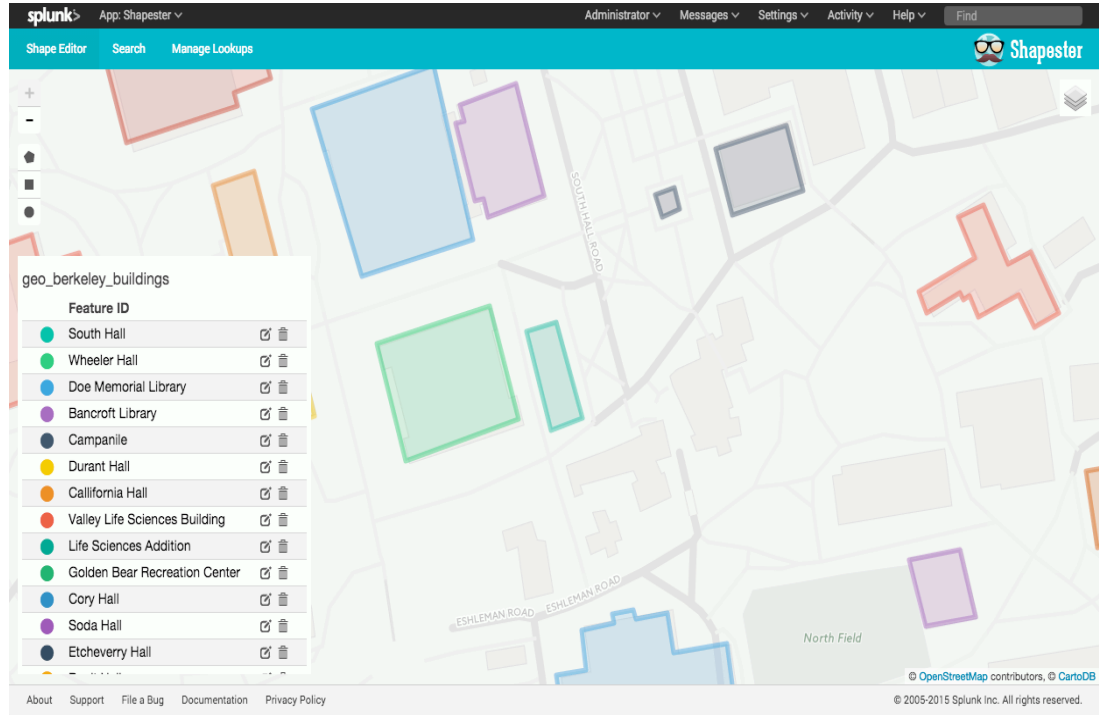 splunk> App: Shapester Administrator Messages Settings Activity Help Find
Shape Editor Search Manage Lookups Shapester
+
-
SOUTH HALL ROAD
geo_berkeley_buildings
Feature ID
South Hall
Wheeler Hall
Doe Memorial Library
Bancroft Library
Campanile
Durant Hall
Callifornia Hall
Valley Life Sciences Building
Life Sciences Addition
Golden Bear Recreation Center
Cory Hall
Soda Hall
Etcheverry Hall
ESHLEMAN ROAD ESHLEMAN ROAD
North Field
© OpenStreetMap contributors, © CartoDB
About Support File a Bug Documentation Privacy Policy © 2005-2015 Splunk Inc. All rights reserved.